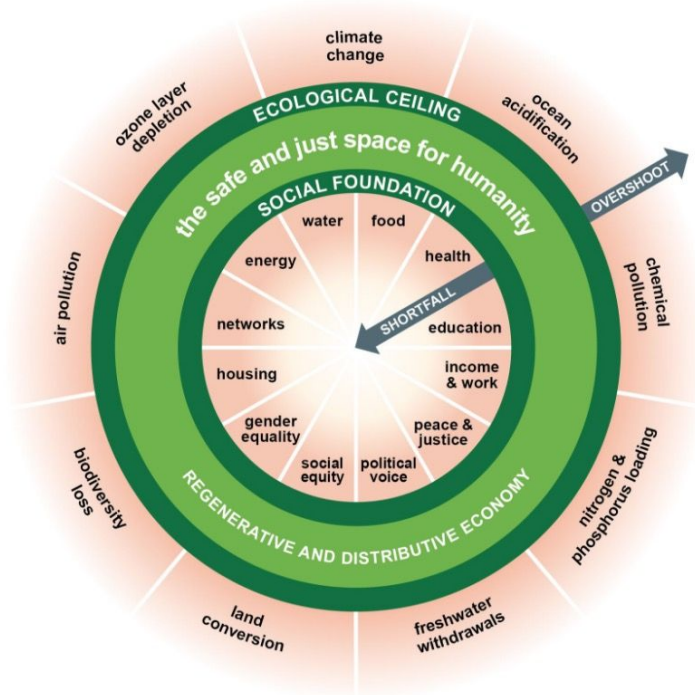 climate
change
ocean
acidification
chemical
pollution
nitrogen &
phosphorus loading
freshwater
withdrawals
land
conversion
biodiversity
loss
air pollution
ozone layer
depletion
OVERSHOOT
ECOLOGICAL CEILING
the safe and just space for humanity
SOCIAL FOUNDATION
water
food
health
SHORTFALL
education
income
& work
peace &
justice
political
voice
social
equity
gender
equality
housing
networks
energy
REGENERATIVE AND DISTRIBUTIVE ECONOMY